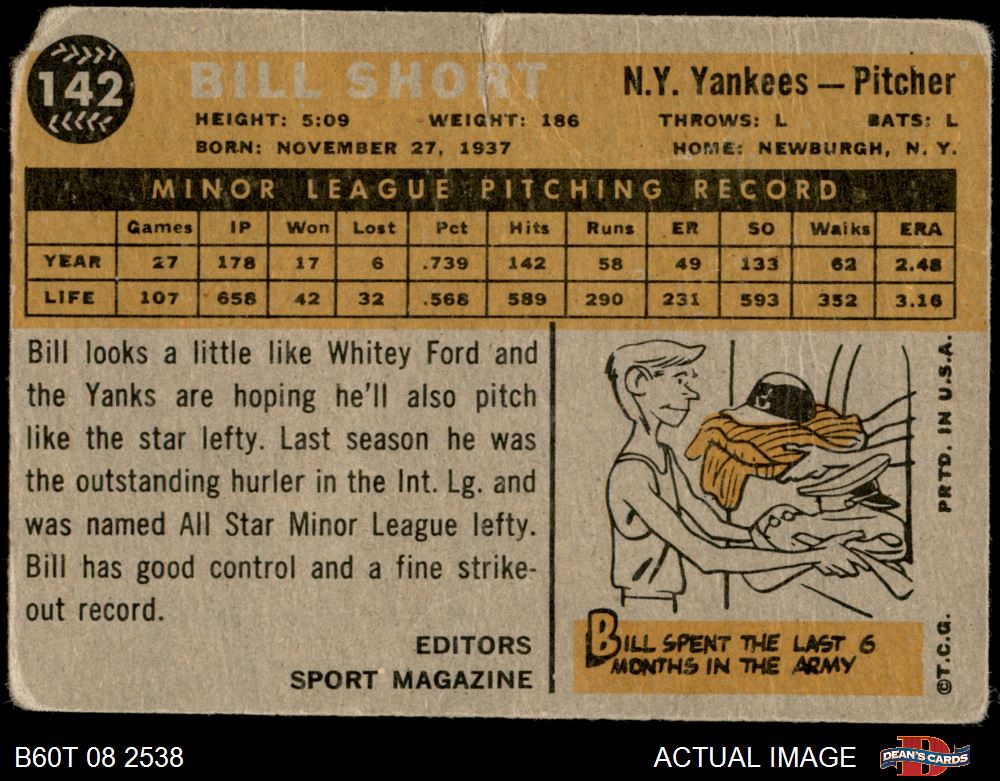 142
BILL SHORT
N.Y. Yankees — Pitcher
HEIGHT: 5:09 WEIGHT: 186 THROWS: L BATS: L
BORN: NOVEMBER 27, 1937 HOME: NEWBURGH, N. Y.
MINOR LEAGUE PITCHING RECORD
Games IP Won Lost Pct Hits Runs ER SO Walks ERA
YEAR 27 178 17 6 .739 142 58 49 133 62 2.48
LIFE 107 658 42 32 .568 589 290 231 593 352 3.16
Bill looks a little like Whitey Ford and
the Yanks are hoping he'll also pitch
like the star lefty. Last season he was
the outstanding hurler in the Int. Lg. and
was named All Star Minor League lefty.
Bill has good control and a fine strike-
out record.
EDITORS
SPORT MAGAZINE
BILL SPENT THE LAST 6
MONTHS IN THE ARMY
©T.C.G. PRTD. IN U.S.A.
B60T 08 2538
ACTUAL IMAGE
DEAN'S CARDS